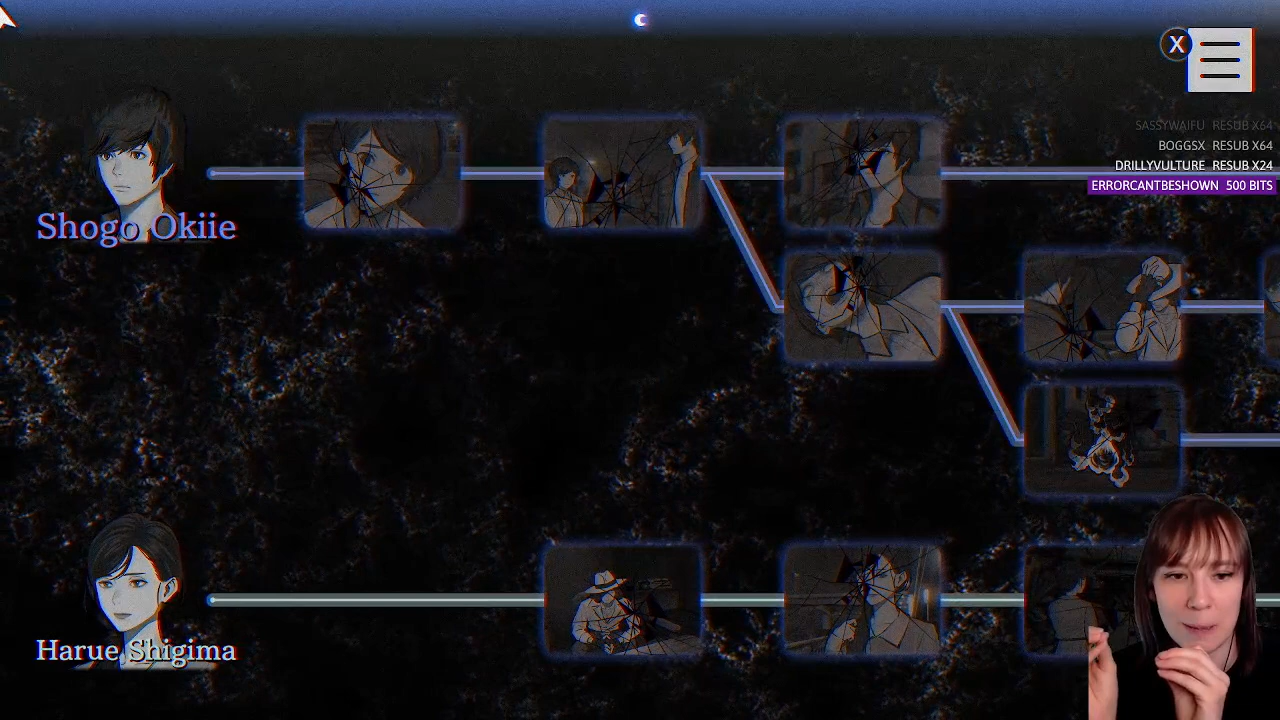 X
SASSYWAIFU RESUB X64
BOGGSX RESUB X64
DRILLYVULTURE RESUB X24
ERRORCANTBESHOWN 500 BITS
Shogo Okiie
Harue Shigima